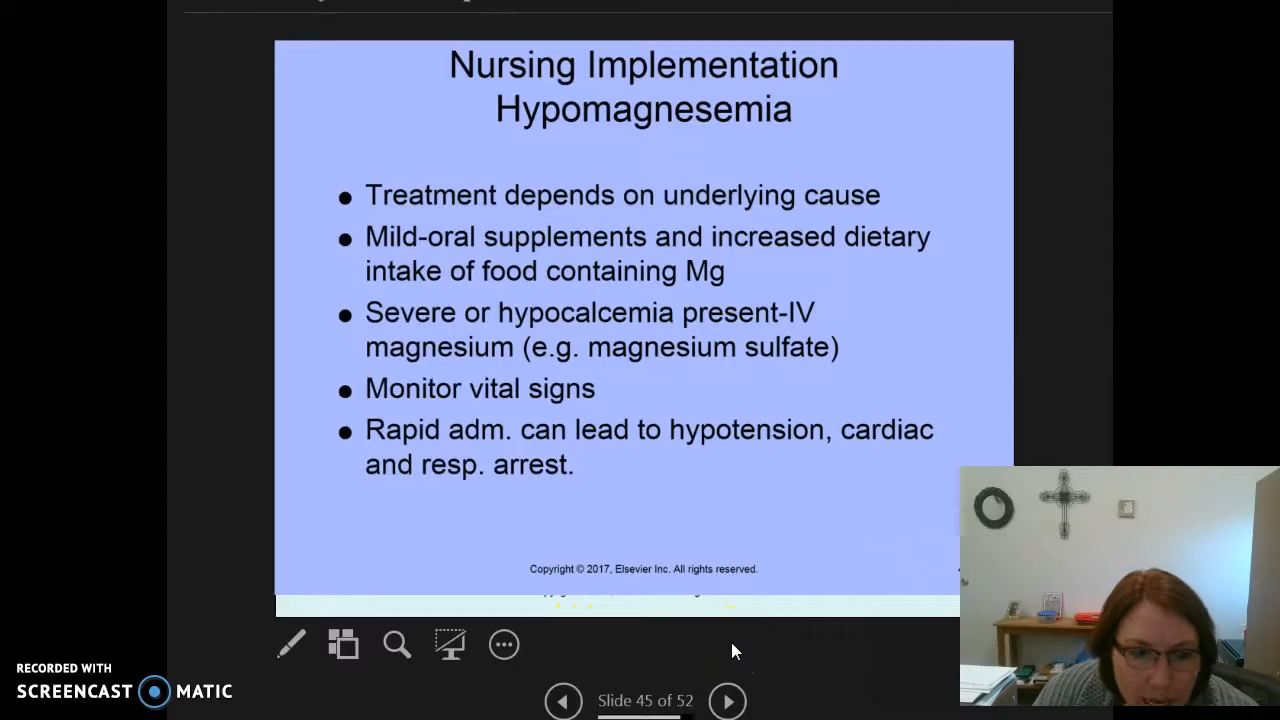 Nursing Implementation
Hypomagnesemia
● Treatment depends on underlying cause
● Mild-oral supplements and increased dietary
intake of food containing Mg
● Severe or hypocalcemia present-IV
magnesium (e.g. magnesium sulfate)
● Monitor vital signs
● Rapid adm. can lead to hypotension, cardiac
and resp. arrest.
Copyright © 2017, Elsevier Inc. All rights reserved.
Slide 45 of 52
RECORDED WITH
SCREENCAST MATIC